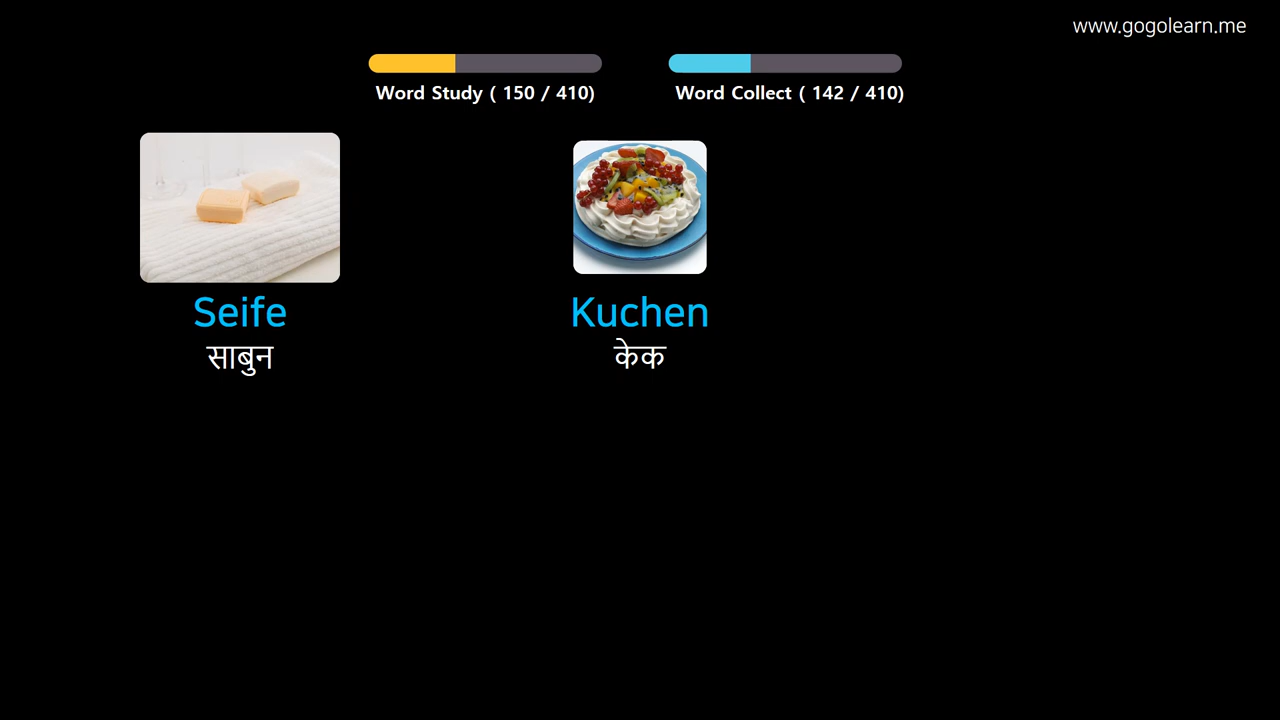 www.gogolearn.me
Word Study ( 150 / 410)
Word Collect ( 142 / 410)
Seife
साबुन
Kuchen
केक